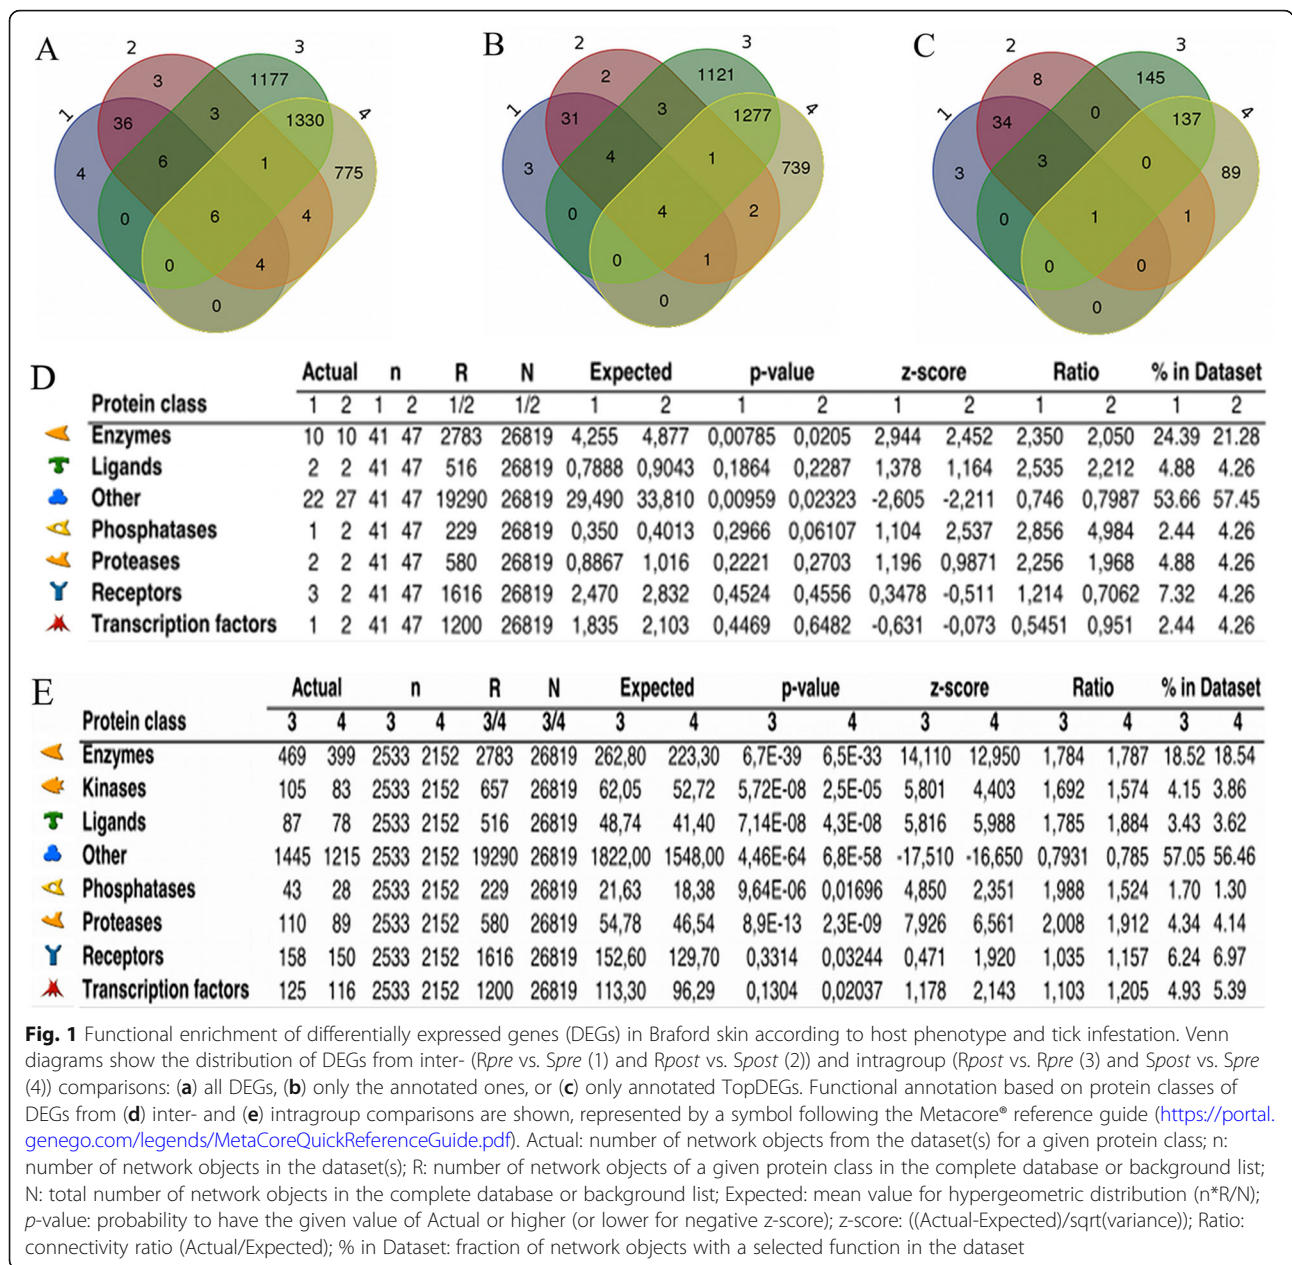 A 2 3 B 2 3 C 2 3
1 4 1 4 1 4
3 1177 2 1121 8 145
36 3 1330 31 3 1277 34 0 137
4 6 1 775 3 4 1 739 3 3 0 89
0 6 4 0 4 2 0 1 1
0 4 0 1 0 0
0 0 0
D Actual n R N Expected p-value z-score Ratio % in Dataset
Protein class 1 2 1 2 1/2 1/2 1 2 1 2 1 2 1 2 1 2
Enzymes 10 10 41 47 2783 26819 4,255 4,877 0,00785 0,0205 2,944 2,452 2,350 2,050 24.39 21.28
Ligands 2 2 41 47 516 26819 0,7888 0,9043 0,1864 0,2287 1,378 1,164 2,535 2,212 4.88 4.26
Other 22 27 41 47 19290 26819 29,490 33,810 0,00959 0,02323 -2,605 -2,211 0,746 0,7987 53.66 57.45
Phosphatases 1 2 41 47 229 26819 0,350 0,4013 0,2966 0,06107 1,104 2,537 2,856 4,984 2.44 4.26
Proteases 2 2 41 47 580 26819 0,8867 1,016 0,2221 0,2703 1,196 0,9871 2,256 1,968 4.88 4.26
Receptors 3 2 41 47 1616 26819 2,470 2,832 0,4524 0,4556 0,3478 -0,511 1,214 0,7062 7.32 4.26
Transcription factors 1 2 41 47 1200 26819 1,835 2,103 0,4469 0,6482 -0,631 -0,073 0,5451 0,951 2.44 4.26
E Actual n R N Expected p-value z-score Ratio % in Dataset
Protein class 3 4 3 4 3/4 3/4 3 4 3 4 3 4 3 4 3 4
Enzymes 469 399 2533 2152 2783 26819 262,80 223,30 6,7E-39 6,5E-33 14,110 12,950 1,784 1,787 18.52 18.54
Kinases 105 83 2533 2152 657 26819 62,05 52,72 5,72E-08 2,5E-05 5,801 4,403 1,692 1,574 4.15 3.86
Ligands 87 78 2533 2152 516 26819 48,74 41,40 7,14E-08 4,3E-08 5,816 5,988 1,785 1,884 3.43 3.62
Other 1445 1215 2533 2152 19290 26819 1822,00 1548,00 4,46E-64 6,8E-58 -17,510 -16,650 0,7931 0,785 57.05 56.46
Phosphatases 43 28 2533 2152 229 26819 21,63 18,38 9,64E-06 0,01696 4,850 2,351 1,988 1,524 1.70 1.30
Proteases 110 89 2533 2152 580 26819 54,78 46,54 8,9E-13 2,3E-09 7,926 6,561 2,008 1,912 4.34 4.14
Receptors 158 150 2533 2152 1616 26819 152,60 129,70 0,3314 0,03244 0,471 1,920 1,035 1,157 6.24 6.97
Transcription factors 125 116 2533 2152 1200 26819 113,30 96,29 0,1304 0,02037 1,178 2,143 1,103 1,205 4.93 5.39
Fig. 1 Functional enrichment of differentially expressed genes (DEGs) in Braford skin according to host phenotype and tick infestation. Venn
diagrams show the distribution of DEGs from inter- (Rpre vs. Spre (1) and Rpost vs. Spost (2)) and intragroup (Rpost vs. Rpre (3) and Spost vs. Spre
(4)) comparisons: (a) all DEGs, (b) only the annotated ones, or (c) only annotated TopDEGs. Functional annotation based on protein classes of
DEGs from (d) inter- and (e) intragroup comparisons are shown, represented by a symbol following the Metacore® reference guide (https://portal.
genego.com/legends/MetaCoreQuickReferenceGuide.pdf). Actual: number of network objects from the dataset(s) for a given protein class; n:
number of network objects in the dataset(s); R: number of network objects of a given protein class in the complete database or background list;
N: total number of network objects in the complete database or background list; Expected: mean value for hypergeometric distribution (n*R/N);
p-value: probability to have the given value of Actual or higher (or lower for negative z-score); z-score: ((Actual-Expected)/sqrt(variance)); Ratio:
connectivity ratio (Actual/Expected); % in Dataset: fraction of network objects with a selected function in the dataset